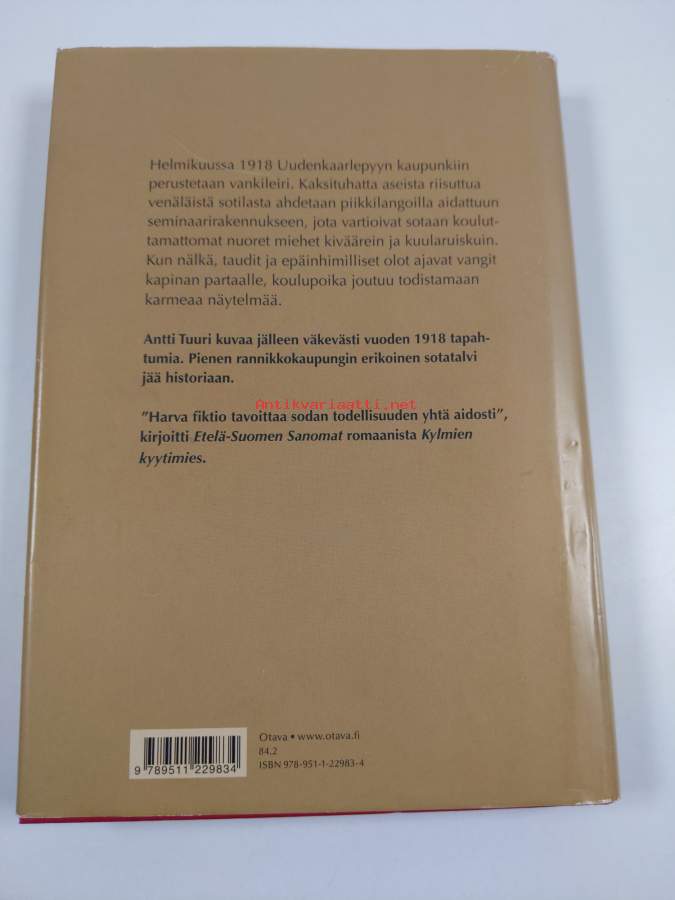 Helmikuussa 1918 Uudenkaarlepyyn kaupunkiin
perustetaan vankileiri. Kaksituhatta aseista riisuttua
venäläistä sotilasta ahdetaan piikkilangoilla aidattuun
seminaarirakennukseen, jota vartioivat sotaan koulut-
tamattomat nuoret miehet kiväärein ja kuularuiskuin.
Kun nälkä, taudit ja epäinhimilliset olot ajavat vangit
kapinan partaalle, koulupoika joutuu todistamaan
karmeaa näytelmää.
Antti Tuuri kuvaa jälleen väkevästi vuoden 1918 tapah-
tumia. Pienen rannikkokaupungin erikoinen sotatalvi
jää historiaan.
Antikvariaatti.net
”Harva fiktio tavoittaa sodan todellisuuden yhtä aidosti”,
kirjoitti Etelä-Suomen Sanomat romaanista Kylmien
kyytimies.
Otava • www.otava.fi
84.2
ISBN 978-951-1-22983-4
9 789511 229834